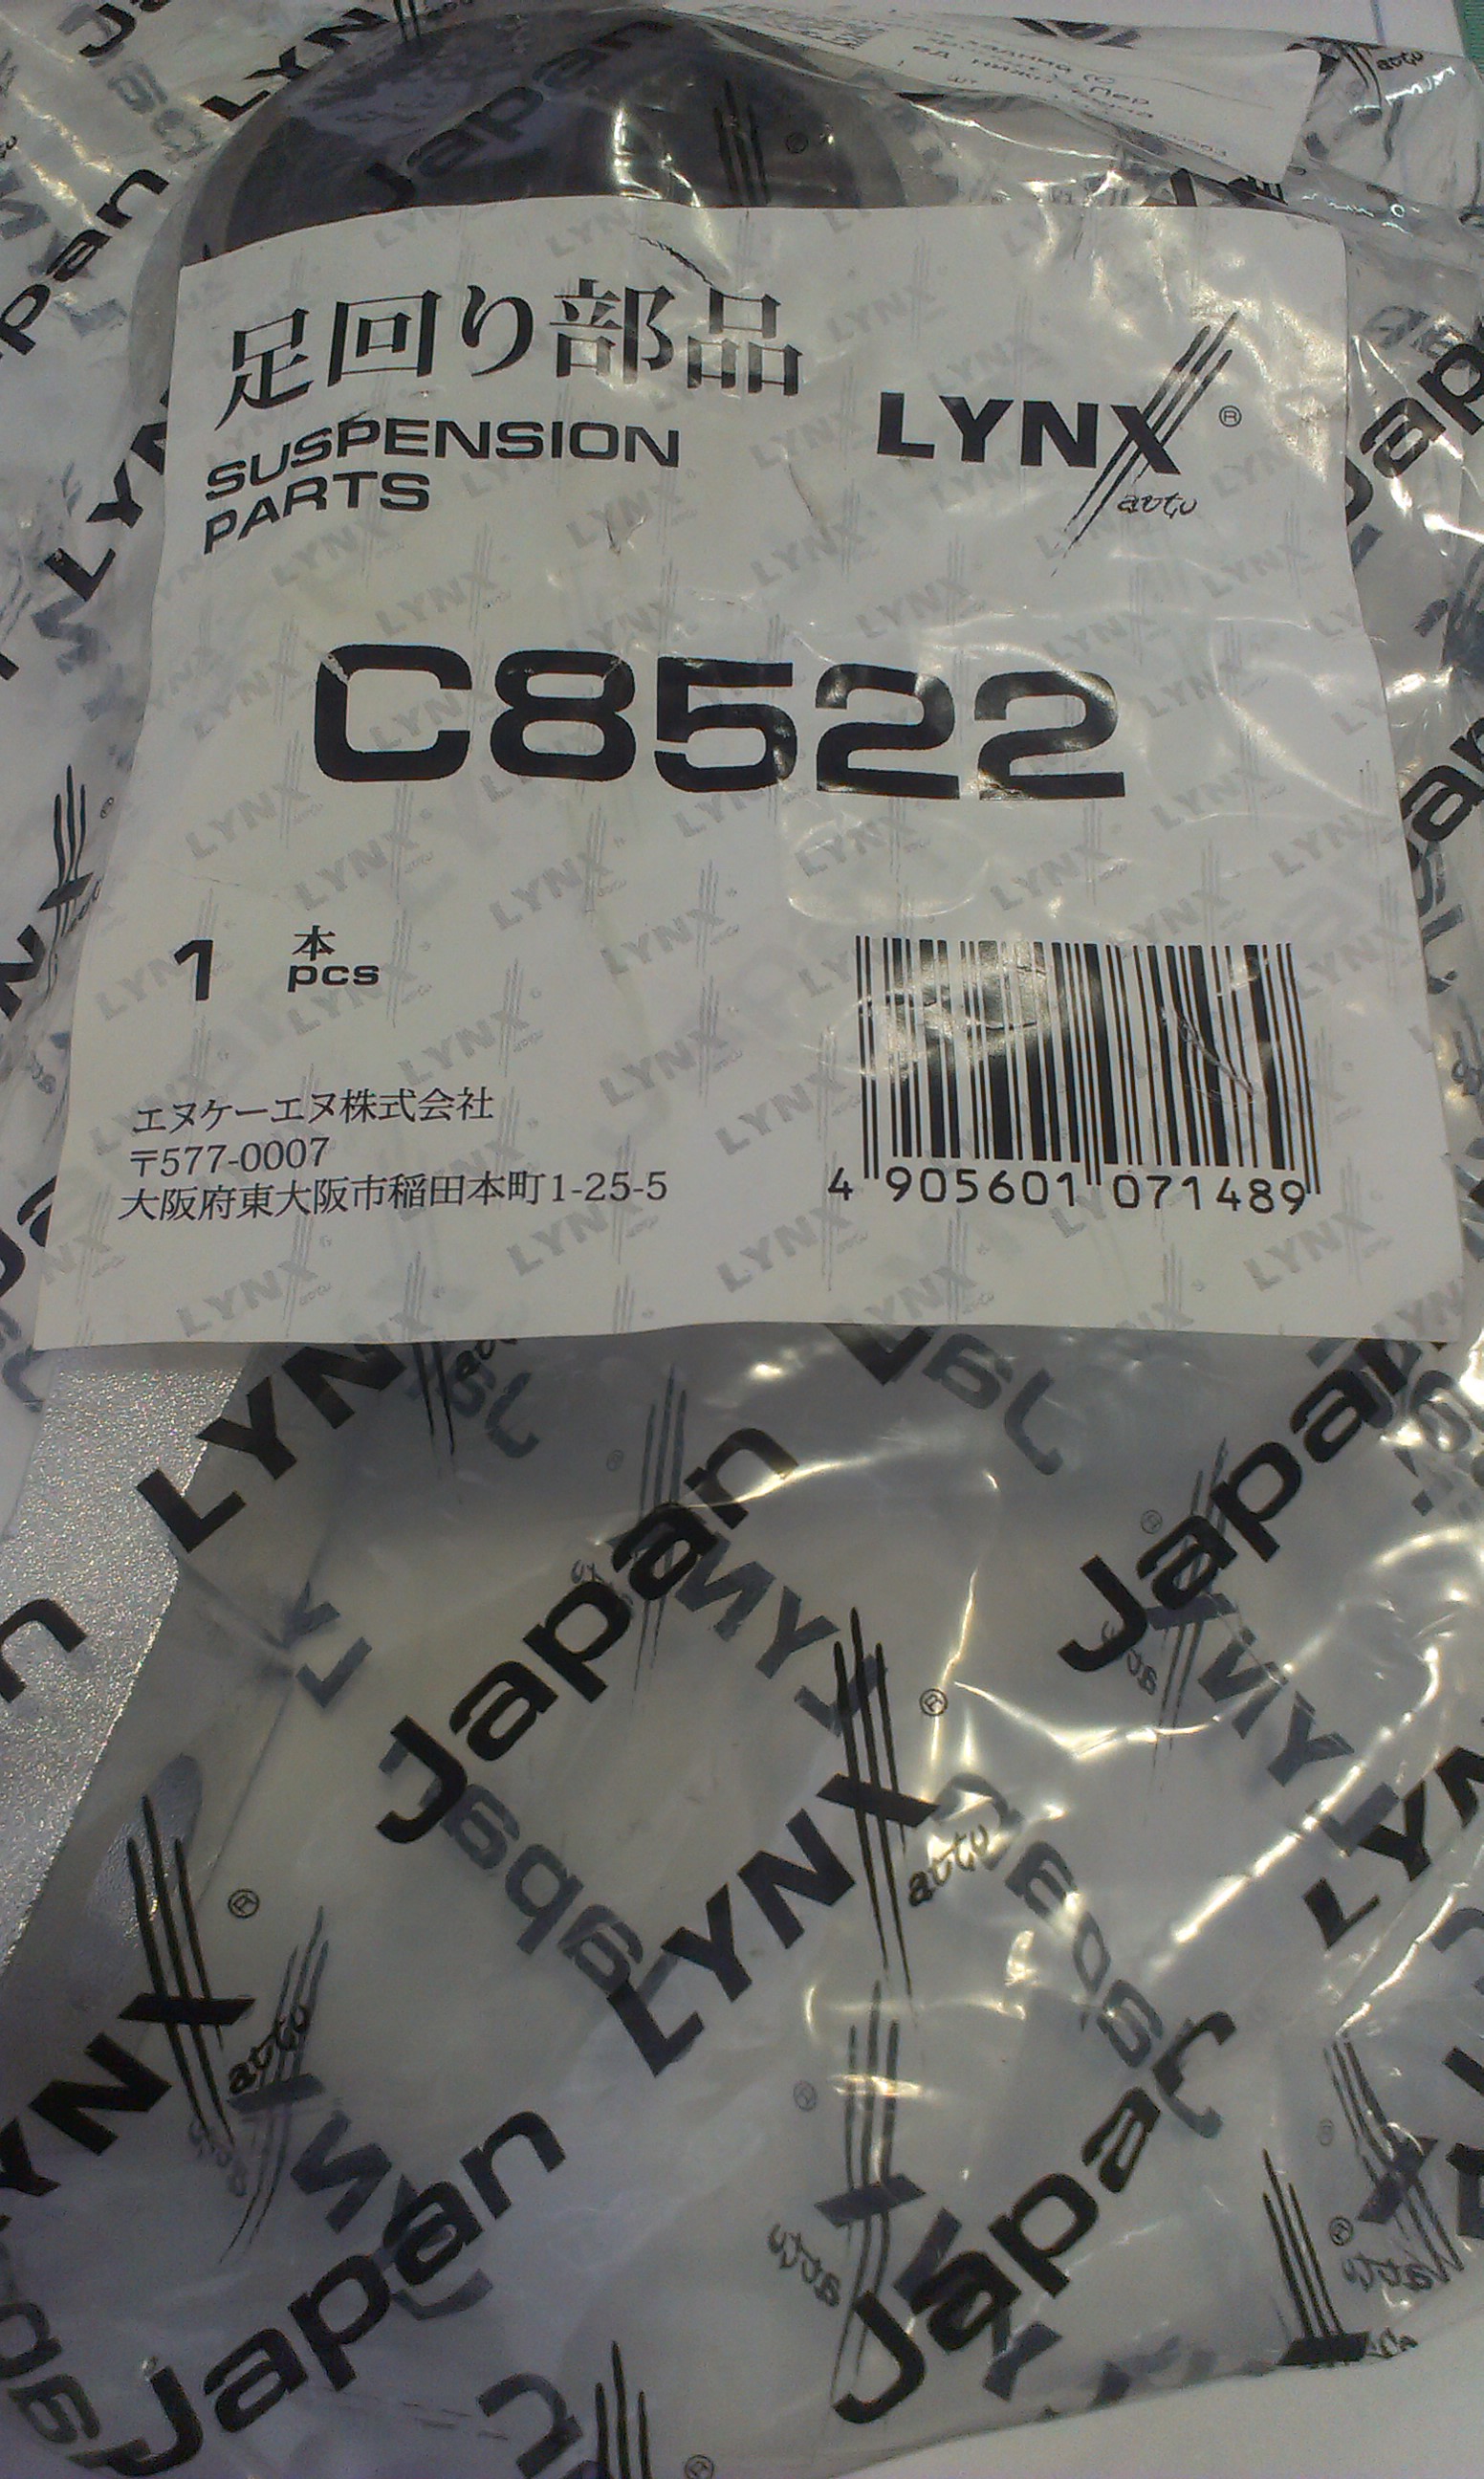 足回り部品
SUSPENSION
PARTS
LYNX®
auto
C8522
1 本
pcs
エヌケーエヌ株式会社
〒577-0007
大阪府東大阪市稲田本町1-25-5
4 905601 071489
LYNX
Japan
Japan
LYNX®
auto
LYNX
auto
Japan
Japan